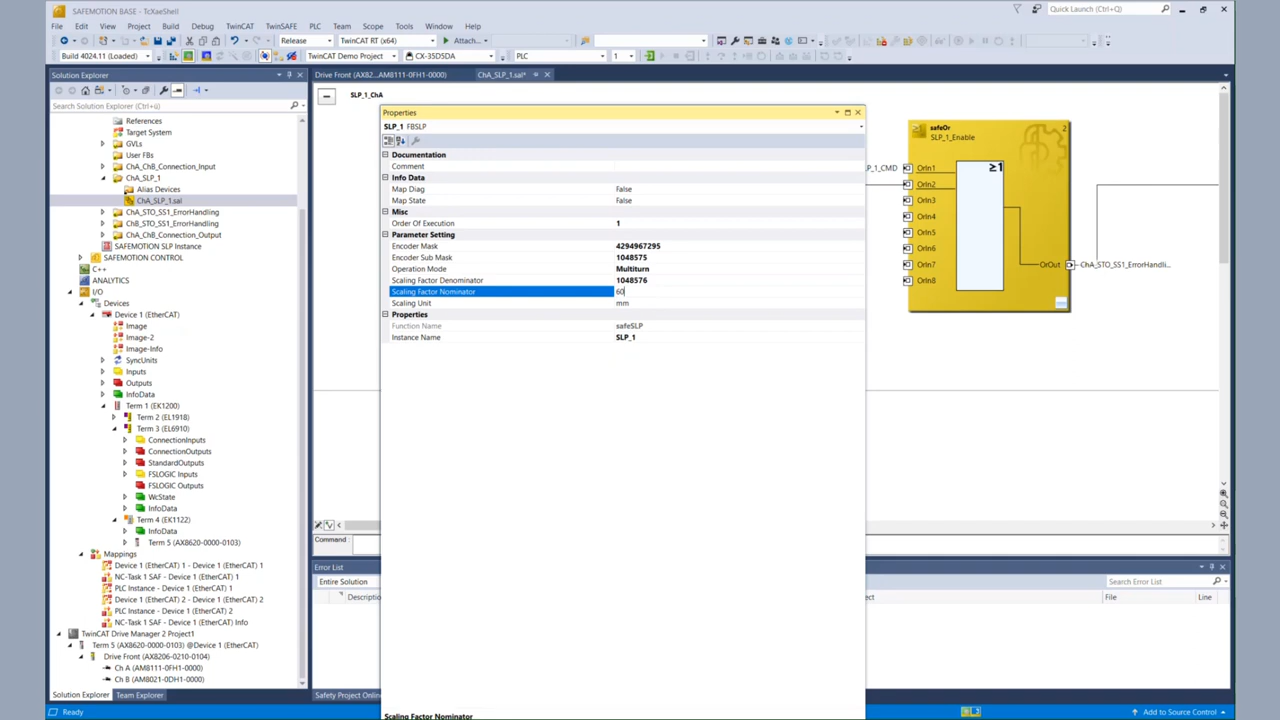 SAFEMOTION BASE - TcXaeShell
Quick Launch (Ctrl+Q)
File Edit View Project Build Debug TwinCAT TwinSAFE PLC Team Scope Tools Window Help
Release TwinCAT RT (x64) Attach...
Build 4024.11 (Loaded) TwinCAT Demo Project CX-35D5DA PLC 1
Solution Explorer
Search Solution Explorer (Ctrl+ü)
References
Target System
GVLs
User FBs
ChA_ChB_Connection_Input
ChA_SLP_1
Alias Devices
ChA_SLP_1.sal
ChA_STO_SS1_ErrorHandling
ChB_STO_SS1_ErrorHandling
ChA_ChB_Connection_Output
SAFEMOTION SLP Instance
SAFEMOTION CONTROL
C++
ANALYTICS
I/O
Devices
Device 1 (EtherCAT)
Image
Image-2
Image-Info
SyncUnits
Inputs
Outputs
InfoData
Term 1 (EK1200)
Term 2 (EL1918)
Term 3 (EL6910)
ConnectionInputs
ConnectionOutputs
StandardOutputs
FSLOGIC Inputs
FSLOGIC Outputs
WcState
InfoData
Term 4 (EK1122)
InfoData
Term 5 (AX8620-0000-0103)
Mappings
Device 1 (EtherCAT) 1 - Device 1 (EtherCAT) 1
NC-Task 1 SAF - Device 1 (EtherCAT) 1
PLC Instance - Device 1 (EtherCAT) 1
Device 1 (EtherCAT) 2 - Device 1 (EtherCAT) 2
PLC Instance - Device 1 (EtherCAT) 2
NC-Task 1 SAF - Device 1 (EtherCAT) Info
TwinCAT Drive Manager 2 Project1
Term 5 (AX8620-0000-0103) @Device 1 (EtherCAT)
Drive Front (AX8206-0210-0104)
Ch A (AM8111-0FH1-0000)
Ch B (AM8021-0DH1-0000)
Solution Explorer Team Explorer
Drive Front (AX82...AM8111-0FH1-0000) ChA_SLP_1.sal*
SLP_1_ChA
Properties
SLP_1 FBSLP
Documentation
Comment
Info Data
Map Diag False
Map State False
Misc
Order Of Execution 1
Parameter Setting
Encoder Mask 4294967295
Encoder Sub Mask 1048575
Operation Mode Multiturn
Scaling Factor Denominator 1048576
Scaling Factor Nominator 60
Scaling Unit mm
Properties
Function Name safeSLP
Instance Name SLP_1
Scaling Factor Nominator
safeOr 2
SLP_1_Enable
P_1_CMD
OrIn1
OrIn2
OrIn3
OrIn4
OrIn5
OrIn6
OrIn7
OrIn8
≥1
OrOut
ChA_STO_SS1_ErrorHandli...
Command :
Error List
Entire Solution
Search Error List
File Line
Ready
Add to Source Control